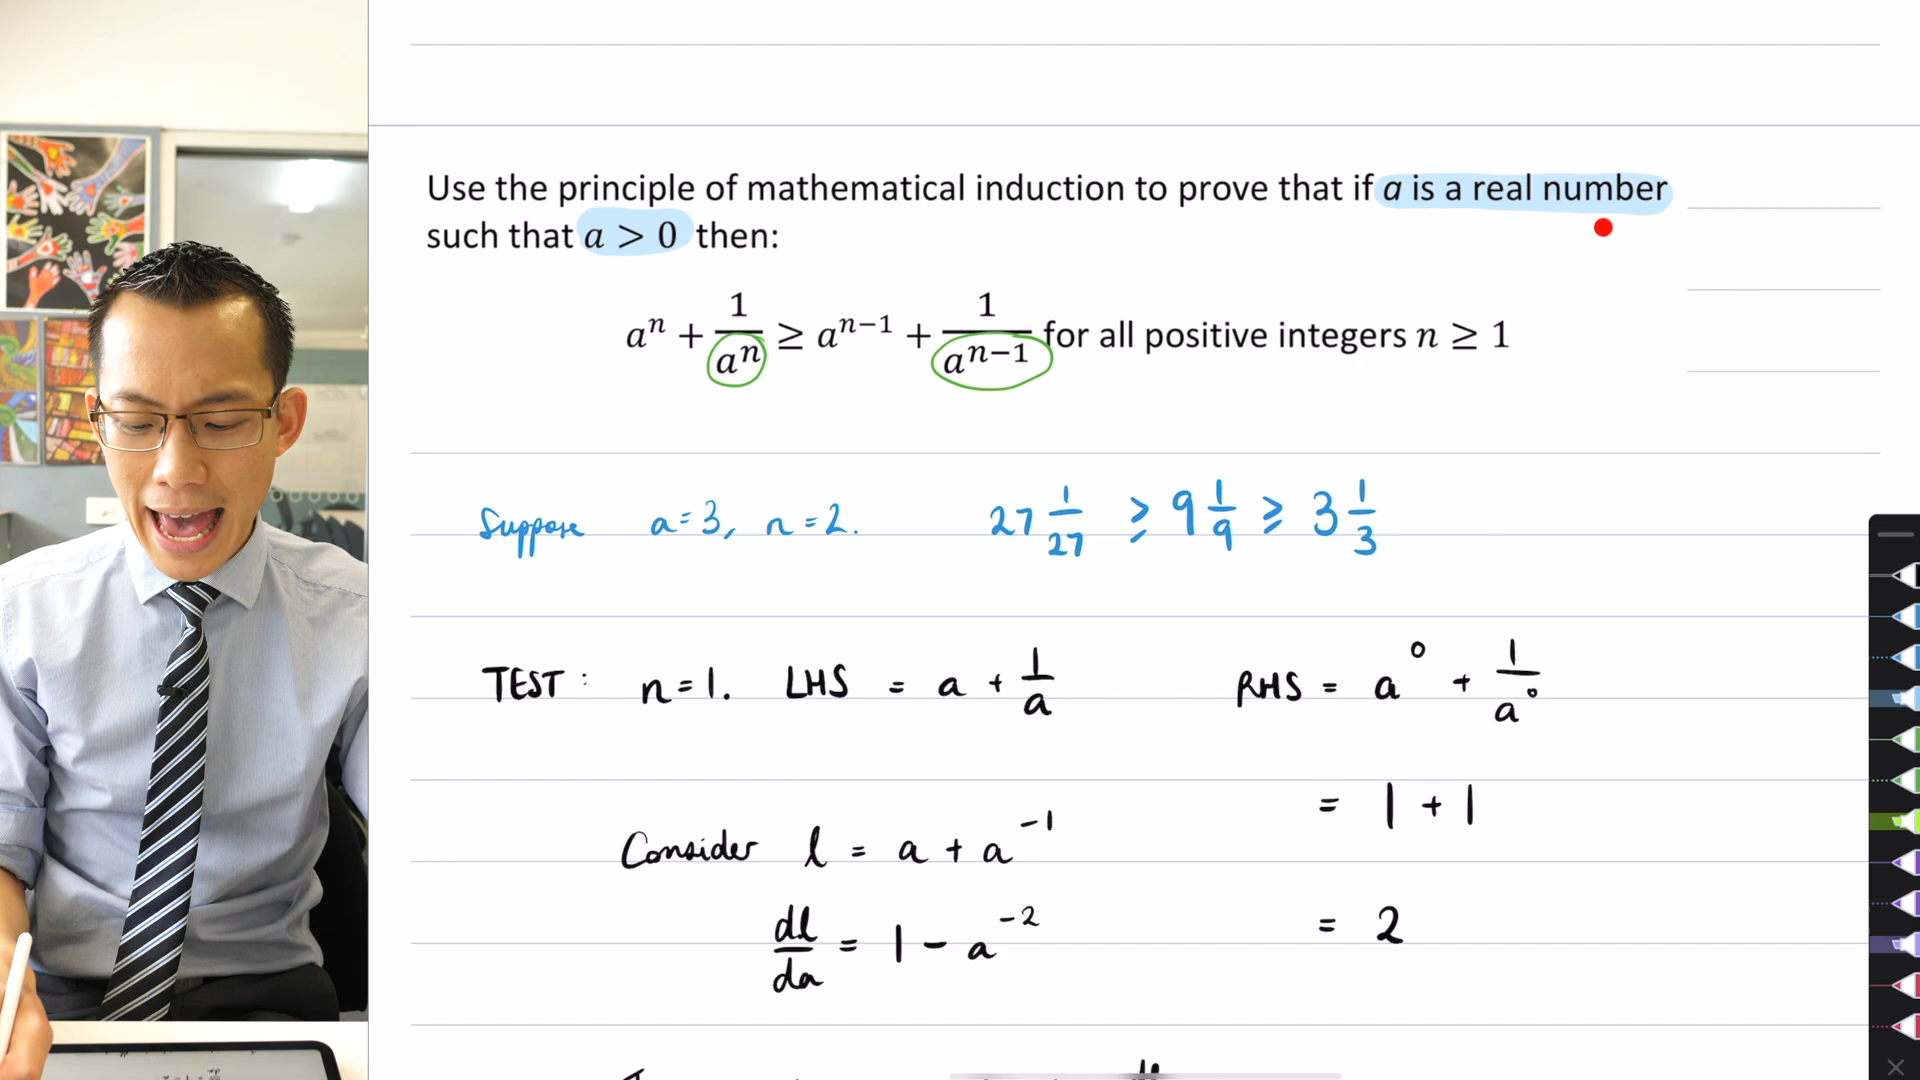 Use the principle of mathematical induction to prove that if a is a real number
such that a > 0 then:
aⁿ + 1/aⁿ ≥ aⁿ⁻¹ + 1/aⁿ⁻¹ for all positive integers n ≥ 1
Suppose a=3, n=2. 27 1/27 ≥ 9 1/9 ≥ 3 1/3
TEST: n=1. LHS = a + 1/a RHS = a⁰ + 1/a⁰
= 1 + 1
Consider l = a + a⁻¹
dl/da = 1 − a⁻²
= 2